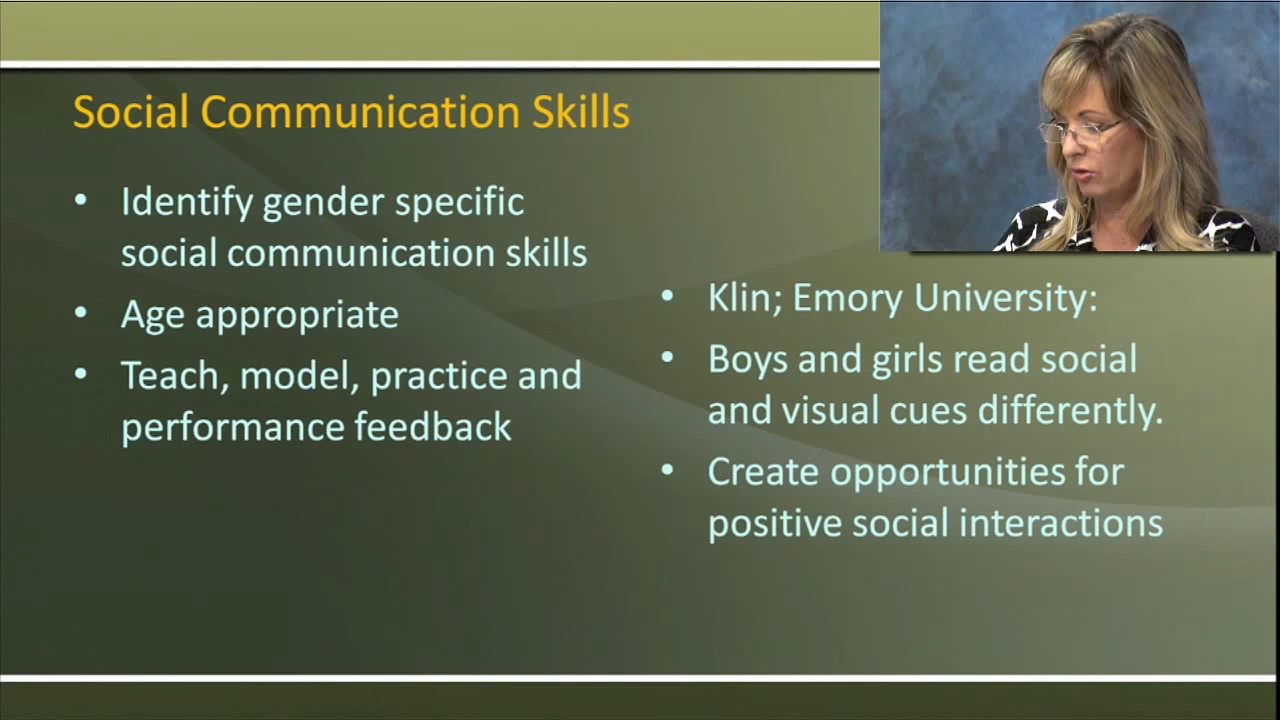 Social Communication Skills
• Identify gender specific
social communication skills
• Age appropriate
• Teach, model, practice and
performance feedback
• Klin; Emory University:
• Boys and girls read social
and visual cues differently.
• Create opportunities for
positive social interactions